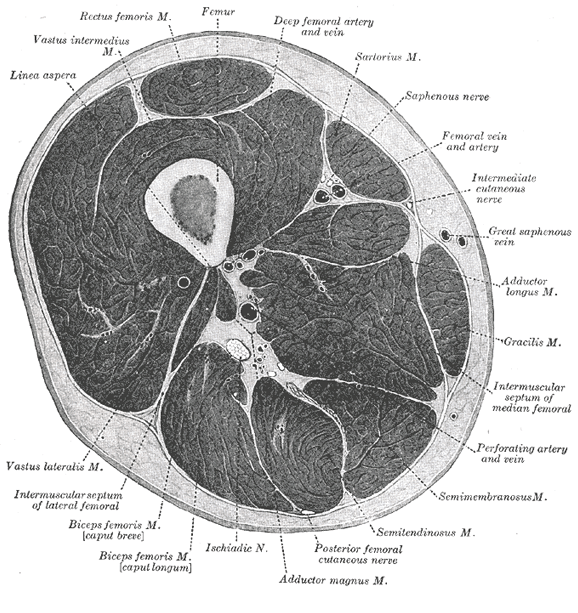 Femur
Rectus femoris M.
Deep femoral artery
and vein
Vastus intermedius
M.
Sartorius M.
Linea aspera
Saphenous nerve
Femoral vein
and artery
Intermediate
cutaneous
nerve
Great saphenous
vein
Adductor
longus M.
Gracilis M.
Intermuscular
septum of
median femoral
Perforating artery
and vein
Vastus lateralis M.
Semimembranosus M.
Intermuscular septum
of lateral femoral
Biceps femoris M.
[caput breve]
Semitendinosus M.
Biceps femoris M.
[caput longum]
Ischiadic N.
Posterior femoral
cutaneous nerve
Adductor magnus M.